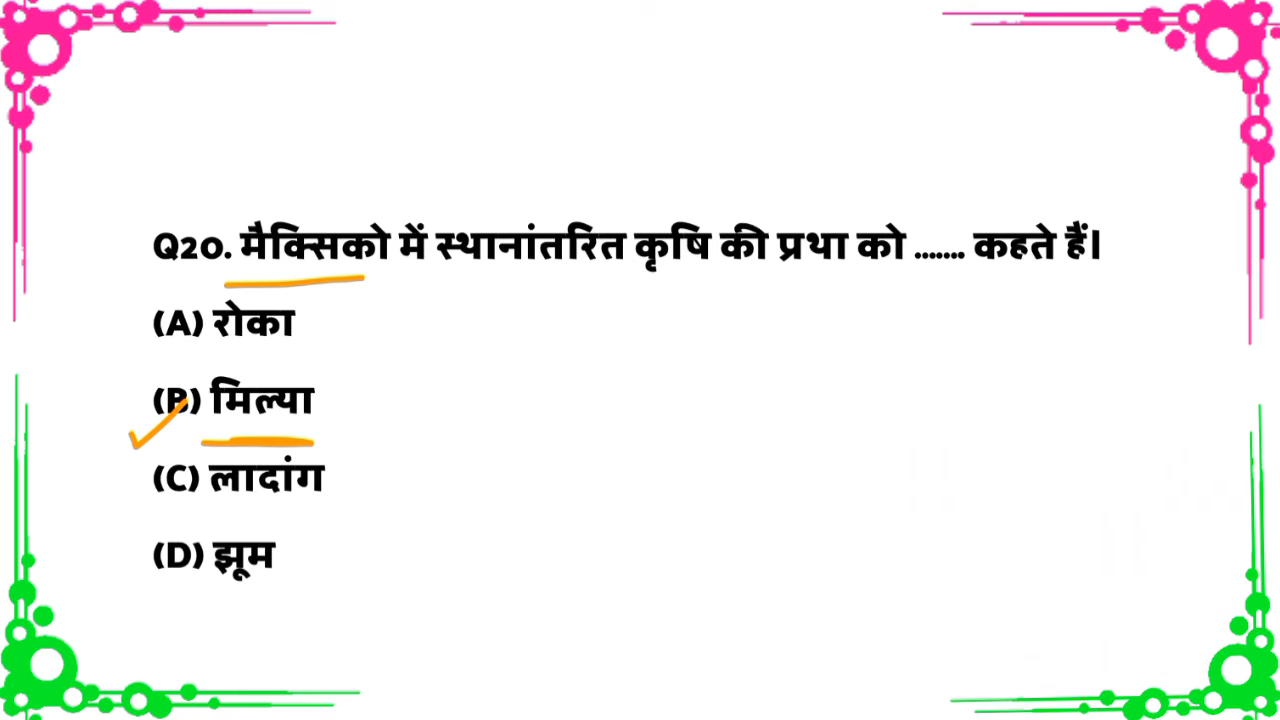 Q20. मैक्सिको में स्थानांतरित कृषि की प्रथा को ....... कहते हैं।
(A) रोका
(B) मिल्या
(C) लादांग
(D) झूम